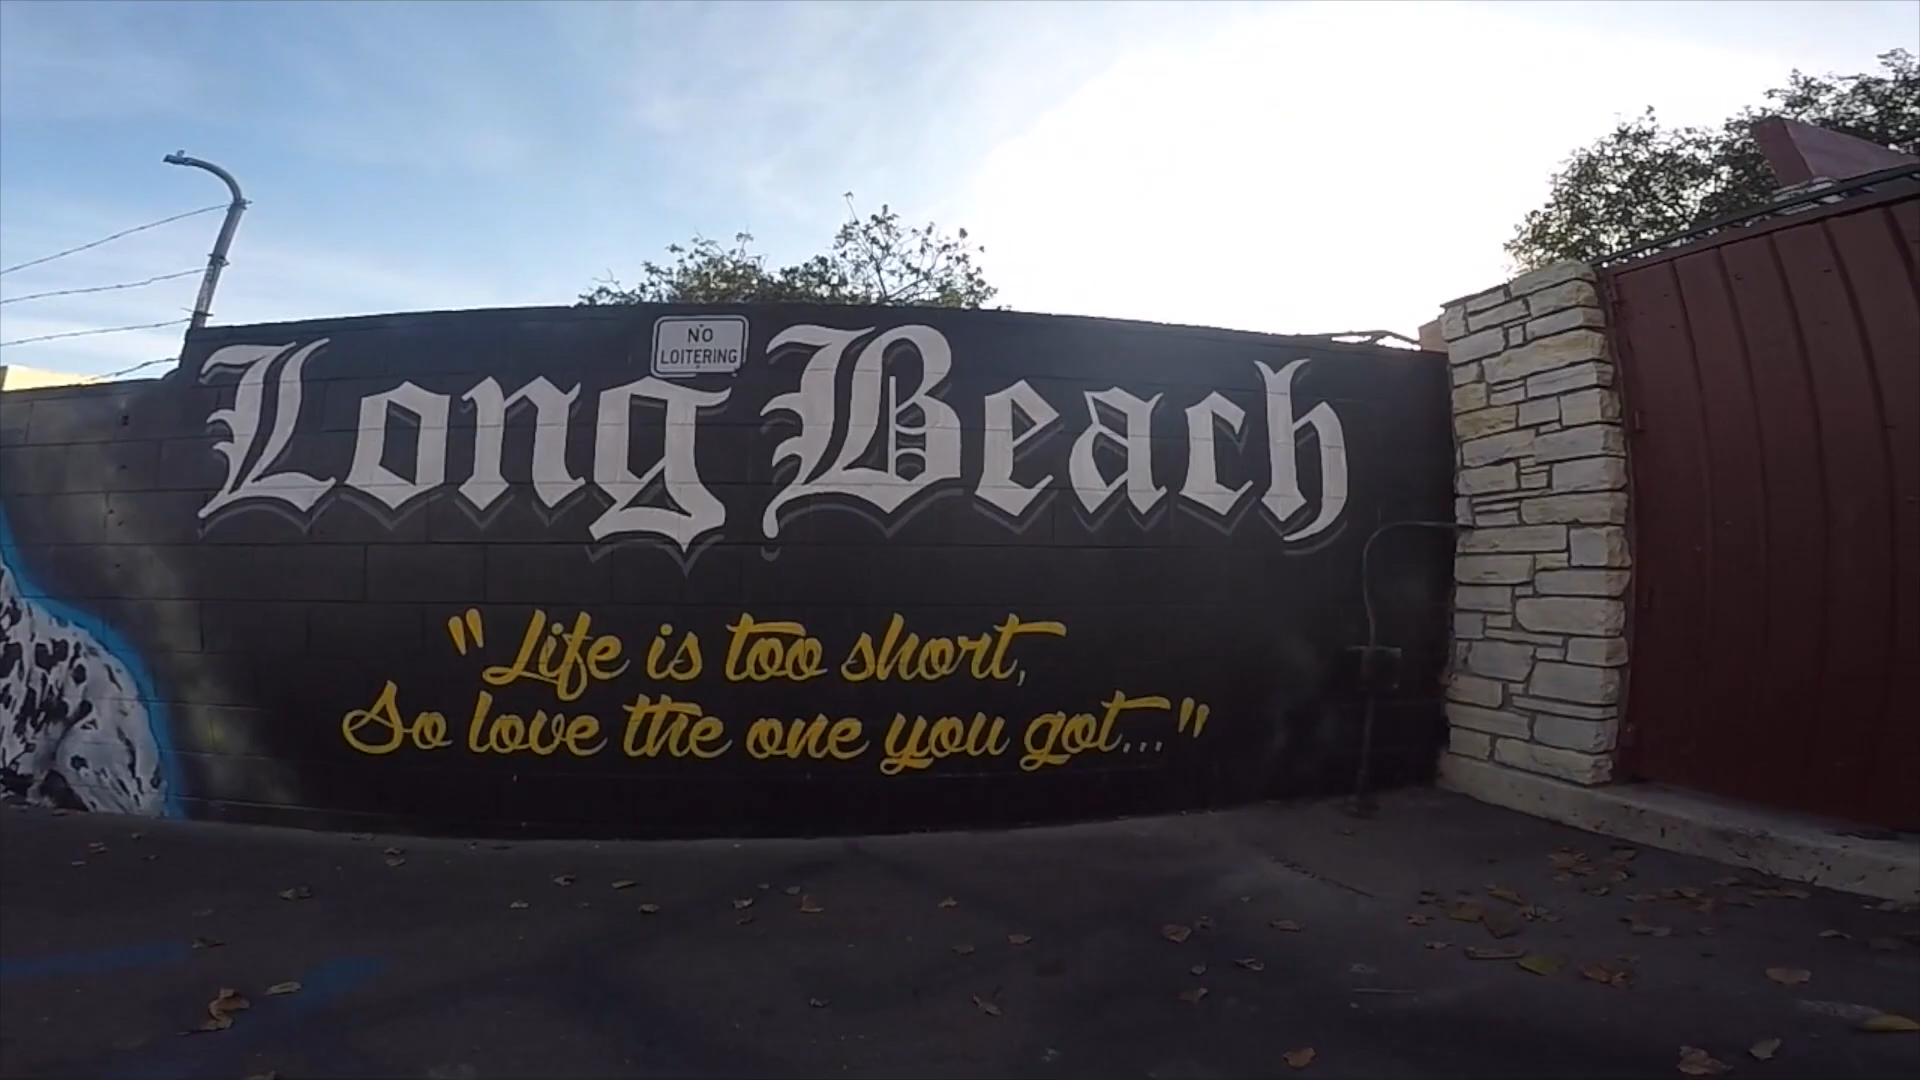 NO
LOITERING
Long Beach
"Life is too short,
So love the one you got..."